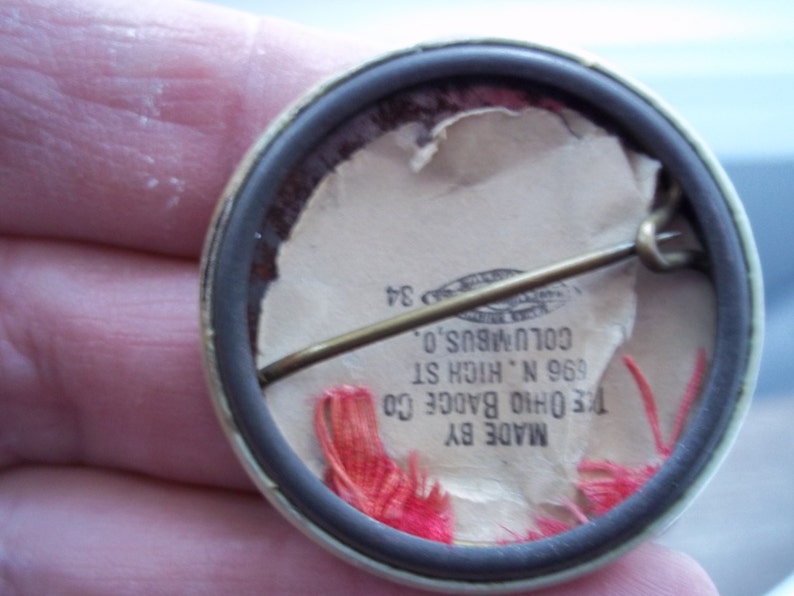 MADE BY
THE OHIO BADGE CO
696 N. HIGH ST
COLUMBUS, O.
34